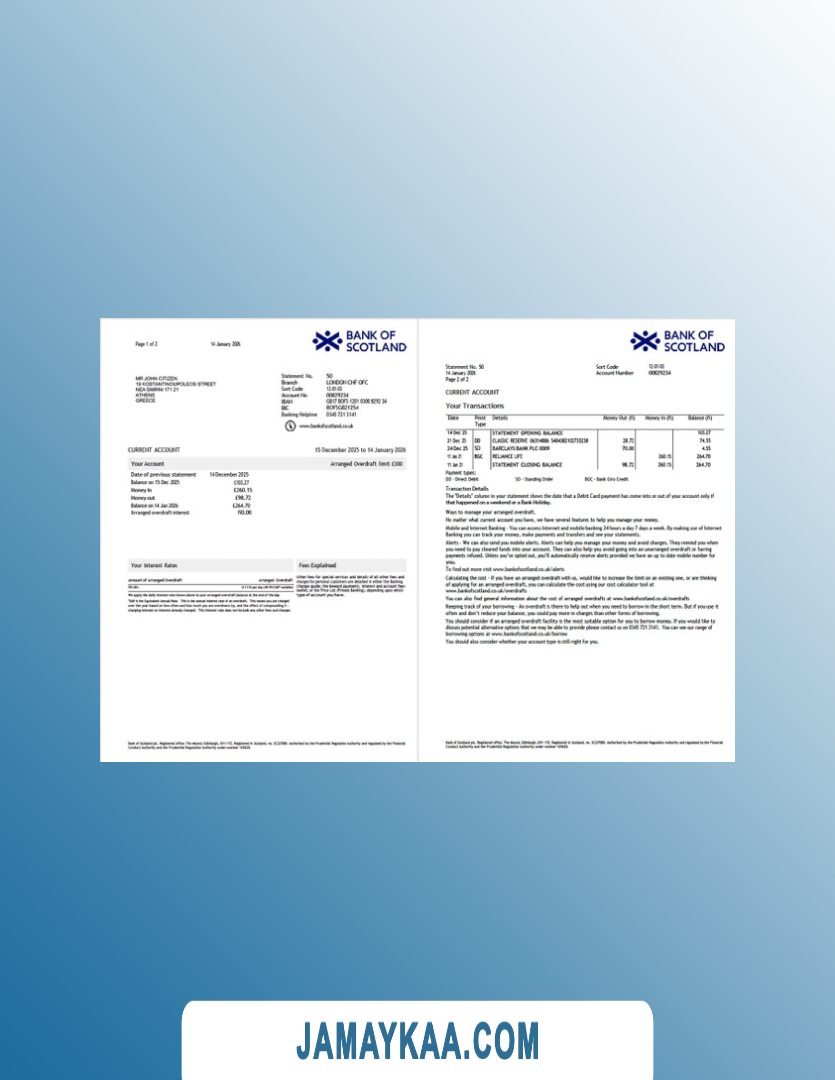 Page 1 of 2
14 January 2026
BANK OF
SCOTLAND
MR JOHN CITIZEN
19 KOSTANTINOUPOLEOS STREET
NEA SMIRNI 171 21
ATHENS
GREECE
Statement No. 50
Branch LONDON CHF OFC
Sort Code 12-01-03
Account No 00829234
IBAN GB17 BOFS 1201 0300 8292 34
BIC BOFSGB21254
Banking Helpline 0345 721 3141
www.bankofscotland.co.uk
CURRENT ACCOUNT
15 December 2025 to 14 January 2026
Your Account
Arranged Overdraft limit £300
Date of previous statement 14 December 2025
Balance on 15 Dec 2025 £103.27
Money in £260.15
Money out £98.72
Balance on 14 Jan 2026 £264.70
Arranged overdraft interest
Your Interest Rates
Fees Explained
amount of arranged Overdraft
arranged Overdraft
Statement No. 50
14 January 2026
Page 2 of 2
BANK OF
SCOTLAND
Sort Code 12-01-03
Account Number 00829234
CURRENT ACCOUNT
Your Transactions
Date Print Type Details Money Out (£) Money In (£) Balance (£)
14 Dec 25 STATEMENT OPENING BALANCE 103.27
21 Dec 25 DD CLASSIC RESERVE 28.72 74.55
24 Dec 25 SO BARCLAYS BANK PLC 0009 70.00 4.55
11 Jan 21 BGC RELIANCE LIFE 260.15 264.70
11 Jan 21 STATEMENT CLOSING BALANCE 98.72 260.15 264.70
Payment types:
DD - Direct Debit SO - Standing Order BGC - Bank Giro Credit
Transaction Details
The "Details" column in your statement shows the date that a Debit Card payment has come into or out of your account only if
that happened on a weekend or a Bank Holiday.
Ways to manage your arranged overdraft.
No matter what current account you have, we have several features to help you manage your money.
Mobile and Internet Banking - You can access Internet and mobile banking 24 hours a day 7 days a week. By making use of Internet
Banking you can track your money, make payments and transfers and see your statements.
Alerts - We can also send you mobile alerts. Alerts can help you manage your money and avoid charges. They remind you when
you need to pay cleared funds into your account. They can also help you avoid going into an unarranged overdraft or having
payments refused. Unless you've opted out, you'll automatically receive alerts provided we have an up to date mobile number for
you.
To find out more visit www.bankofscotland.co.uk/alerts
Calculating the cost - If you have an arranged overdraft with us, would like to increase the limit on an existing one, or are thinking
of applying for an arranged overdraft, you can calculate the cost using our cost calculator tool at
www.bankofscotland.co.uk/overdrafts
You can also find general information about the cost of arranged overdrafts at www.bankofscotland.co.uk/overdrafts
Keeping track of your borrowing - An overdraft is there to help out when you need to borrow in the short term. But if you use it
often and don't reduce your balance, you could pay more in charges than other forms of borrowing.
You should consider if an arranged overdraft facility is the most suitable option for you to borrow money. If you would like to
discuss potential alternative options that we may be able to provide please contact us on 0345 721 3141. You can see our range of
borrowing options at www.bankofscotland.co.uk/borrow
You should also consider whether your account type is still right for you.
JAMAYKAA.COM